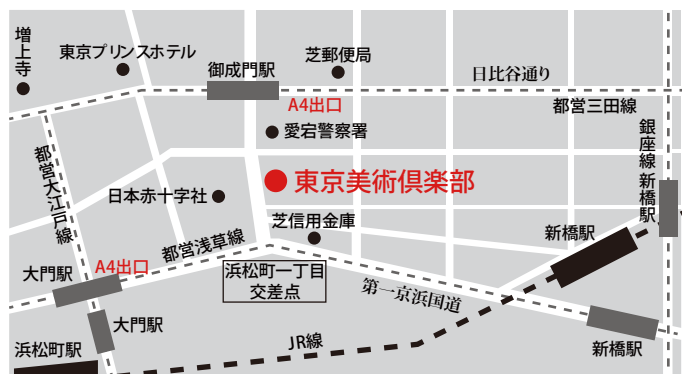 増上寺
東京プリンスホテル
御成門駅
芝郵便局
日比谷通り
A4出口
都営三田線
愛宕警察署
銀座線 新橋駅
都営大江戸線
東京美術倶楽部
日本赤十字社
芝信用金庫
新橋駅
都営浅草線
大門駅
A4出口
浜松町一丁目
交差点
第一京浜国道
大門駅
JR線
浜松町駅
新橋駅